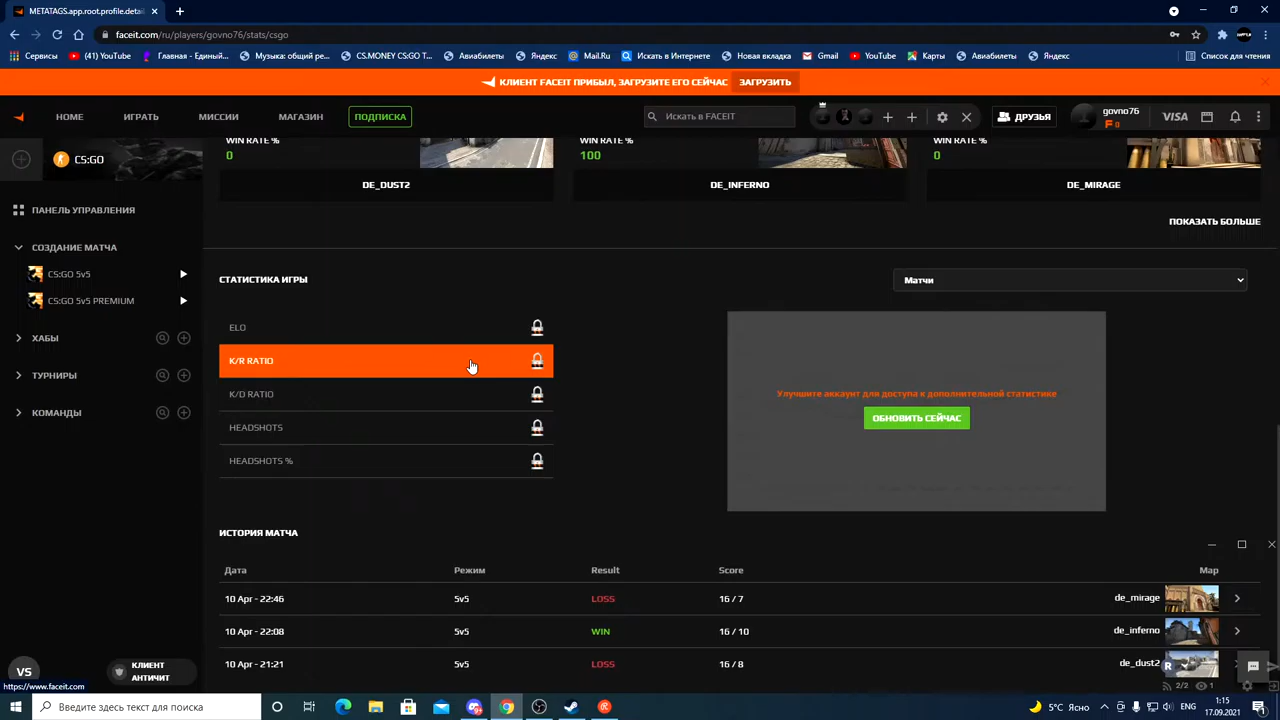 METATAGS.app.root.profile.detai
faceit.com/ru/players/govno76/stats/csgo
Сервисы
(41) YouTube
Главная - Единый...
Музыка: общий ре...
CS.MONEY CS:GO T...
Авиабилеты
Mail.Ru
Искать в Интернете
Новая вкладка
Gmail
YouTube
Карты
Авиабилеты
Яндекс
Список для чтения
КЛИЕНТ FACEIT ПРИБЫЛ, ЗАГРУЗИТЕ ЕГО СЕЙЧАС
ЗАГРУЗИТЬ
HOME
ИГРАТЬ
МИССИИ
МАГАЗИН
ПОДПИСКА
Искать в FACEIT
ДРУЗЬЯ
govno76
0
VISA
CS:GO
ПАНЕЛЬ УПРАВЛЕНИЯ
СОЗДАНИЕ МАТЧА
CS:GO 5v5
CS:GO 5v5 PREMIUM
ХАБЫ
ТУРНИРЫ
КОМАНДЫ
VS
КЛИЕНТ
АНТИЧИТ
https://www.faceit.com
WIN RATE %
0
DE_DUST2
WIN RATE %
100
DE_INFERNO
WIN RATE %
0
DE_MIRAGE
ПОКАЗАТЬ БОЛЬШЕ
СТАТИСТИКА ИГРЫ
Матчи
ELO
K/R RATIO
K/D RATIO
HEADSHOTS
HEADSHOTS %
Улучшите аккаунт для доступа к дополнительной статистике
ОБНОВИТЬ СЕЙЧАС
ИСТОРИЯ МАТЧА
Дата Режим Result Score Map
10 Apr - 22:46 5v5 LOSS 16 / 7 de_mirage
10 Apr - 22:08 5v5 WIN 16 / 10 de_inferno
10 Apr - 21:21 5v5 LOSS 16 / 8 de_dust2
R
2/2
1
Введите здесь текст для поиска
5°C Ясно
ENG
1:15
17.09.2021